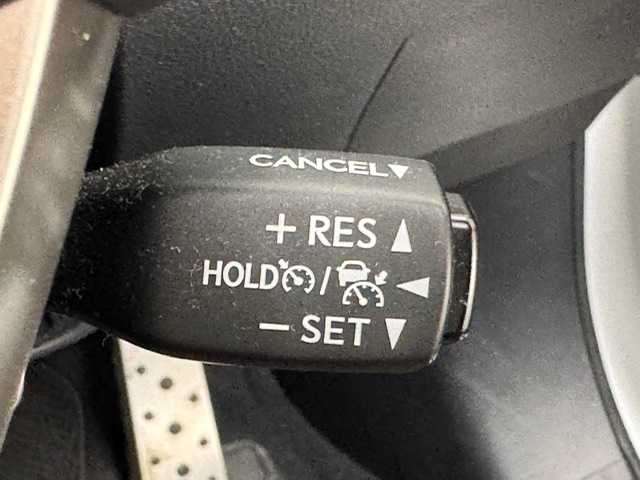 CANCEL▼
+ RES ▲
HOLD / ◀
− SET ▼